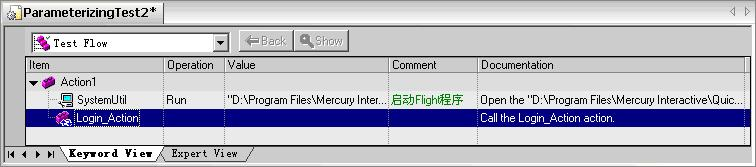 ParameterizingTest2*
Test Flow Back Show
Item Operation Value Comment Documentation
Action1
SystemUtil Run "D:\Program Files\Mercury Inter... 启动Flight程序 Open the "D:\Program Files\Mercury Interactive\Quic...
Login_Action Call the Login_Action action.
Keyword View Expert View